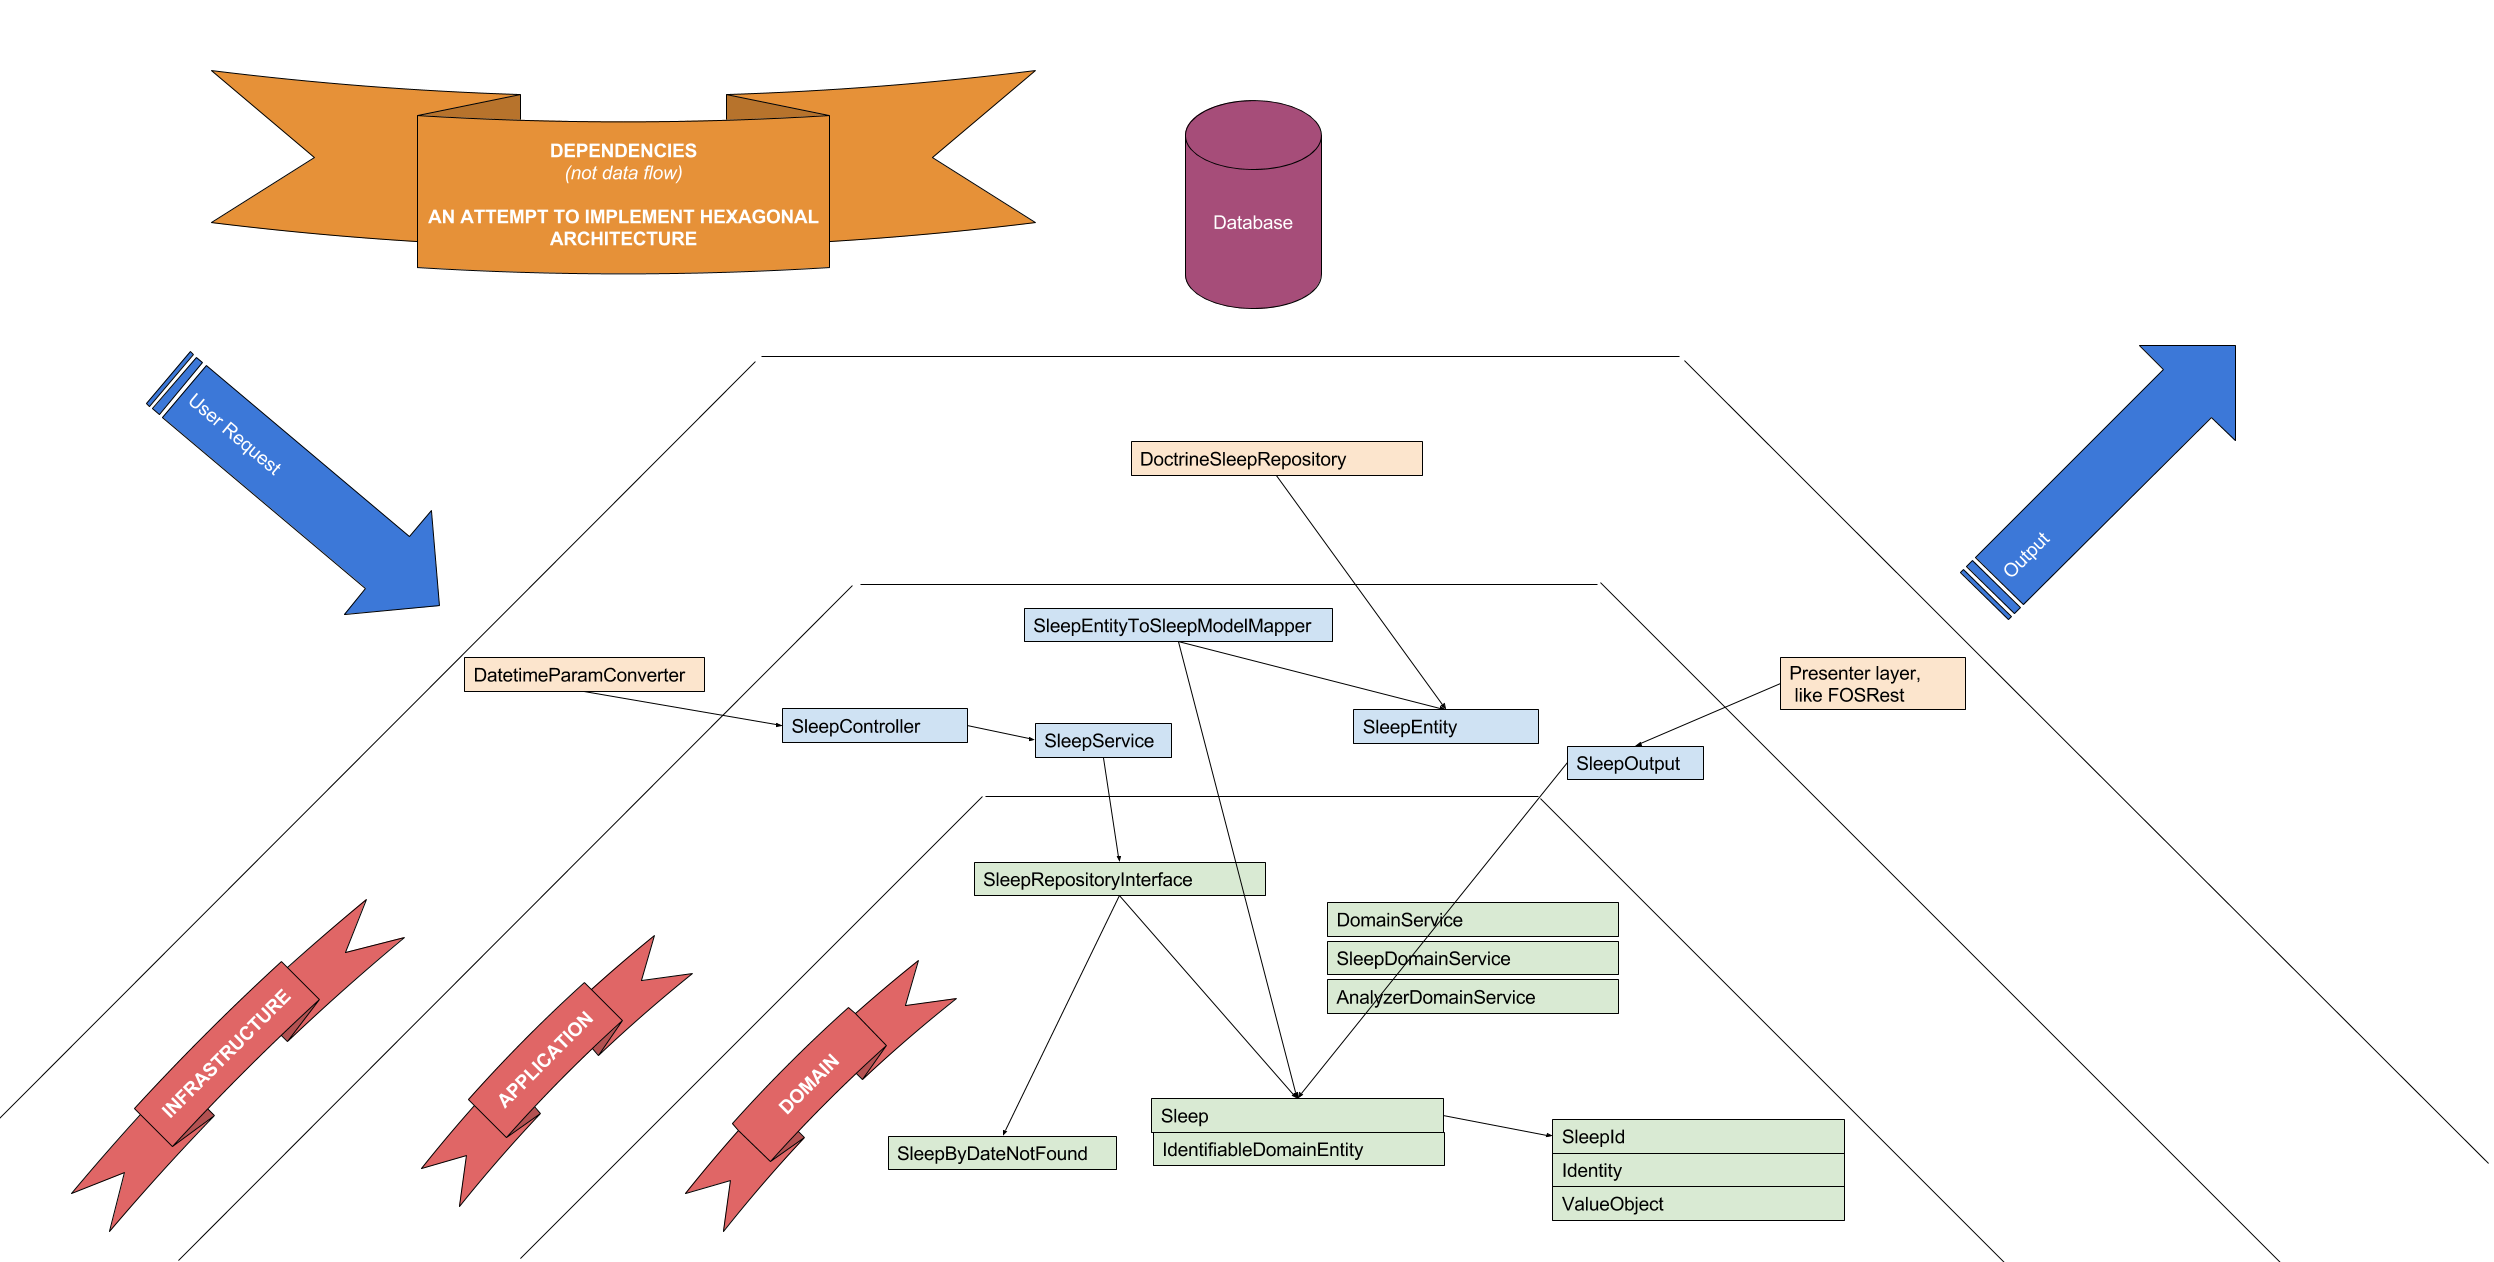 DEPENDENCIES
(not data flow)
AN ATTEMPT TO IMPLEMENT HEXAGONAL
ARCHITECTURE
Database
User Request
Output
DoctrineSleepRepository
SleepEntityToSleepModelMapper
DatetimeParamConverter
Presenter layer,
like FOSRest
SleepController
SleepService
SleepEntity
SleepOutput
SleepRepositoryInterface
DomainService
SleepDomainService
AnalyzerDomainService
INFRASTRUCTURE
APPLICATION
DOMAIN
Sleep
IdentifiableDomainEntity
SleepByDateNotFound
SleepId
Identity
ValueObject